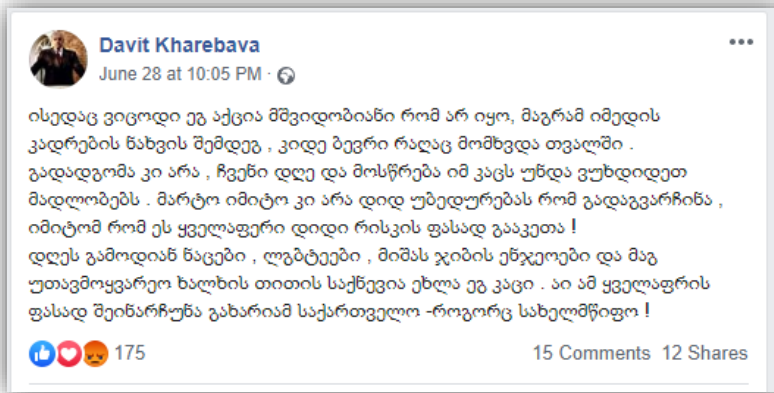 Davit Kharebava
June 28 at 10:05 PM ·
ისედაც ვიცოდი ეგ აქცია მშვიდობიანი რომ არ იყო, მაგრამ იმედის
კადრების ნახვის შემდეგ , კიდე ბევრი რაღაც მომხვდა თვალში .
გადადგომა კი არა , ჩვენი დღე და მოსწრება იმ კაცს უნდა ვუხდიდეთ
მადლობებს . მარტო იმიტო კი არა დიდ უბედურებას რომ გადაგვარჩინა ,
იმიტომ რომ ეს ყველაფერი დიდი რისკის ფასად გააკეთა !
დღეს გამოდიან ნაცები , ლგბტეები , მიშას ჯიბის ენჯეოები და მაგ
უთავმოყვარეო ხალხის თითის საქნევია ეხლა ეგ კაცი . აი ამ ყველაფრის
ფასად შეინარჩუნა გახარიამ საქართველო -როგორც სახელმწიფო !
175
15 Comments 12 Shares